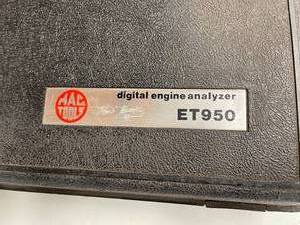 MAC
TOOLS
digital engine analyzer
ET950